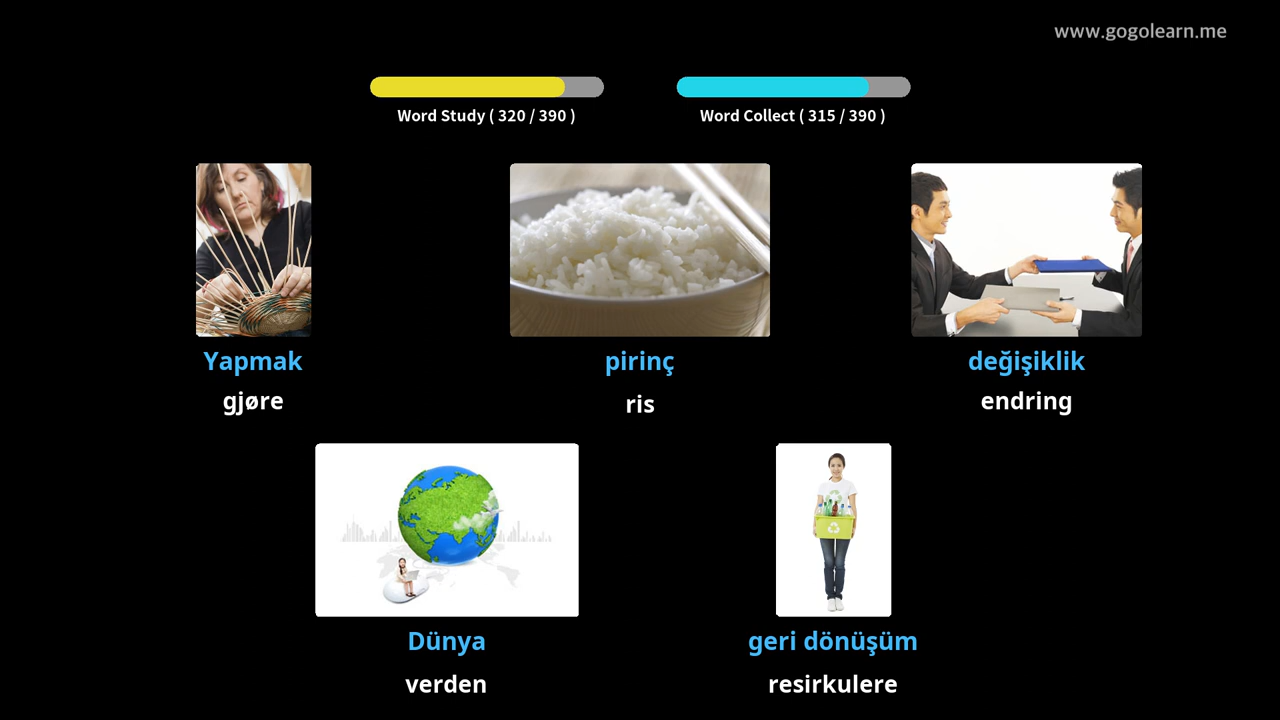 www.gogolearn.me
Word Study ( 320 / 390 )
Word Collect ( 315 / 390 )
Yapmak
gjøre
pirinç
ris
değişiklik
endring
Dünya
verden
geri dönüşüm
resirkulere